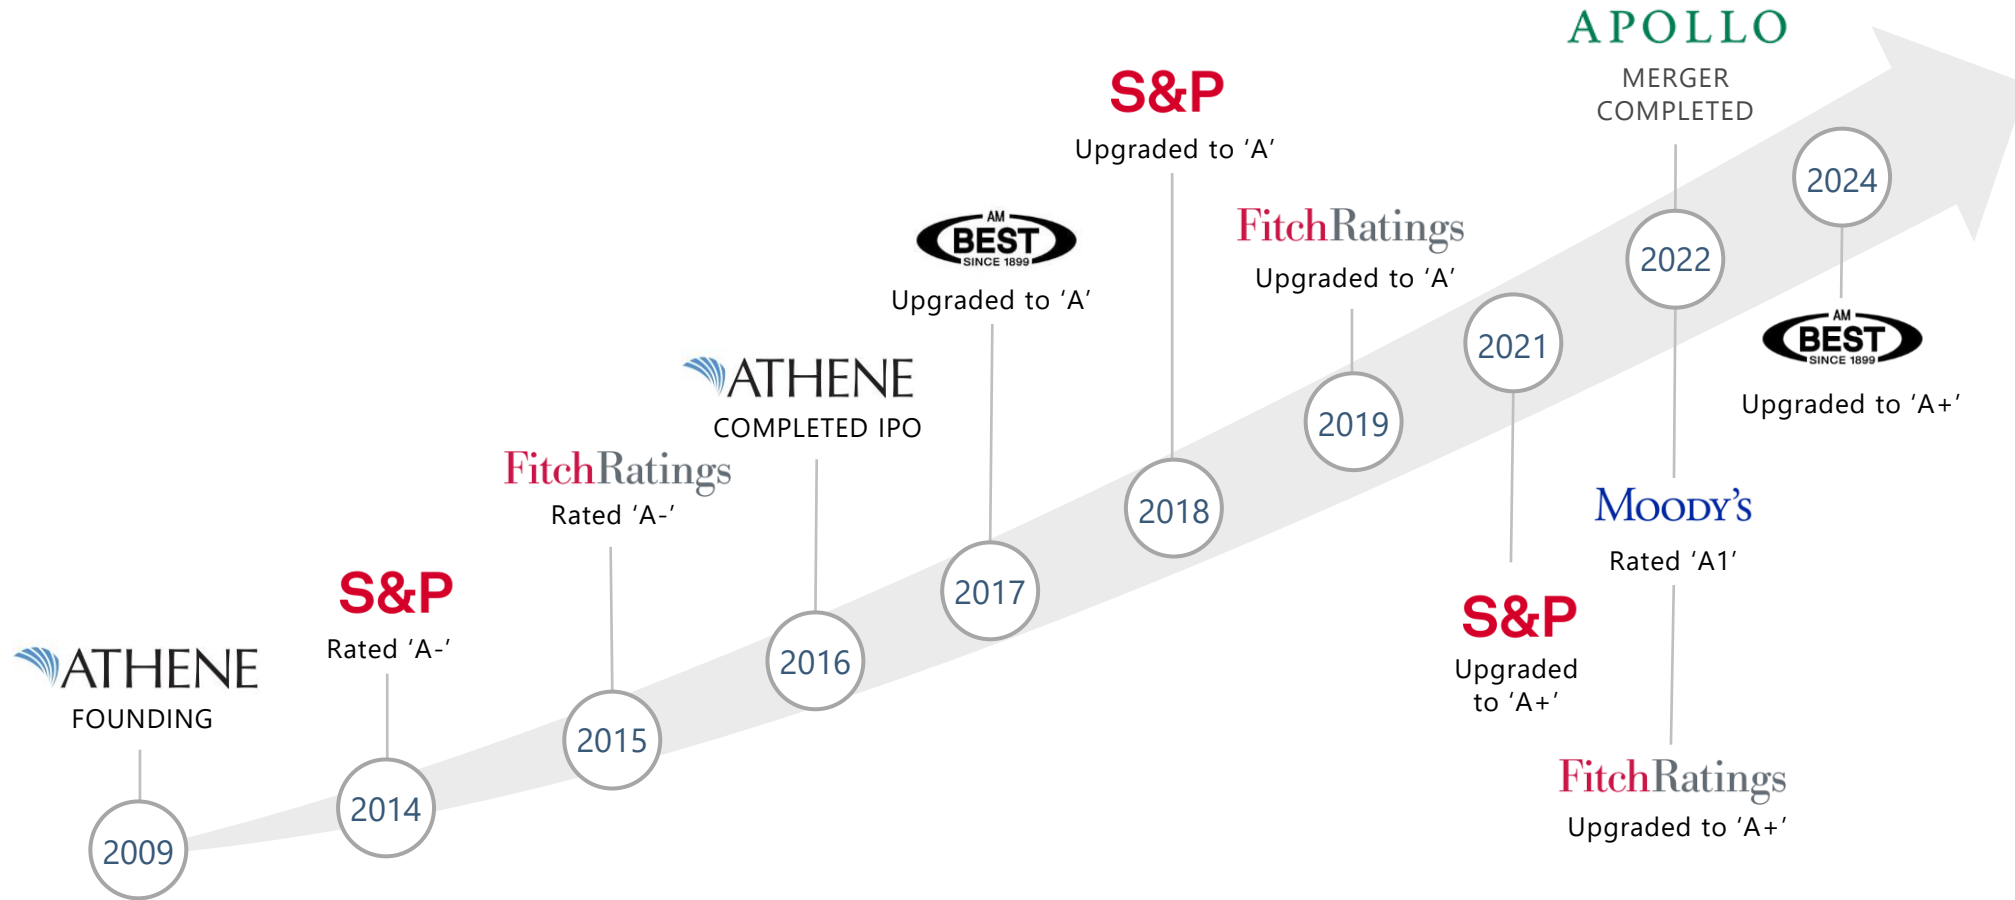 ATHENE
FOUNDING
2009
S&P
Rated ‘A-’
2014
FitchRatings
Rated ‘A-’
2015
ATHENE
COMPLETED IPO
2016
AM
BEST
SINCE 1899
Upgraded to ‘A’
2017
S&P
Upgraded to ‘A’
2018
FitchRatings
Upgraded to ‘A’
2019
2021
S&P
Upgraded
to ‘A+’
APOLLO
MERGER
COMPLETED
2022
MOODY’S
Rated ‘A1’
FitchRatings
Upgraded to ‘A+’
2024
AM
BEST
SINCE 1899
Upgraded to ‘A+’